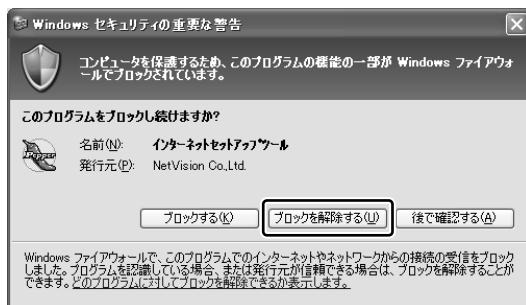 Windows セキュリティの重要な警告
コンピュータを保護するため、このプログラムの機能の一部が Windows ファイアウォ
ールでブロックされています。
このプログラムをブロックし続けますか?
名前(N): インターネットセットアップツール
Pepper
発行元(P): NetVision Co.,Ltd.
ブロックする(K) ブロックを解除する(U) 後で確認する(A)
Windows ファイアウォールで、このプログラムでのインターネットやネットワークからの接続の受信をブロック
しました。プログラムを認識している場合、または発行元が信頼できる場合は、ブロックを解除することが
できます。どのプログラムに対してブロックを解除できるか表示します。